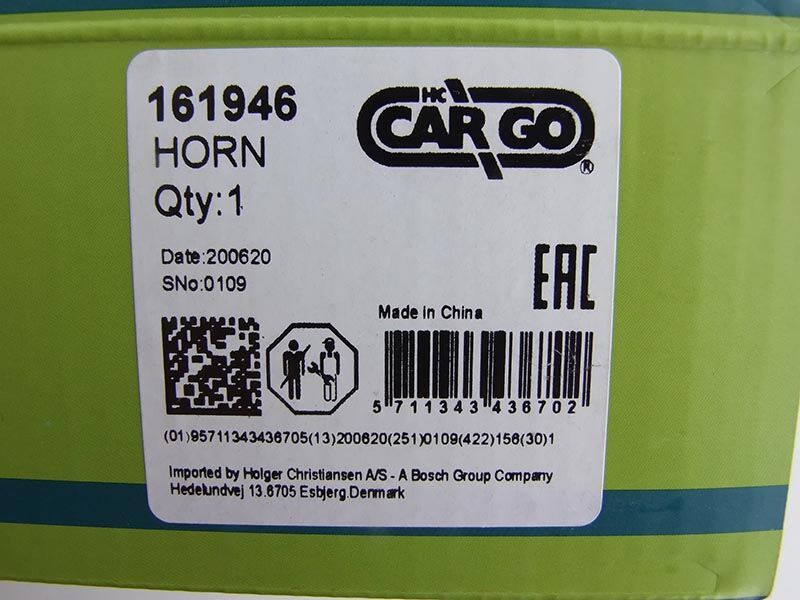 161946
HORN
Qty:1
HC
CARGO
®
Date:200620
SNo:0109
EAC
Made in China
5 711343 436702
(01)95711343436705(13)200620(251)0109(422)156(30)1
Imported by Holger Christiansen A/S - A Bosch Group Company
Hedelundvej 13.6705 Esbjerg.Denmark